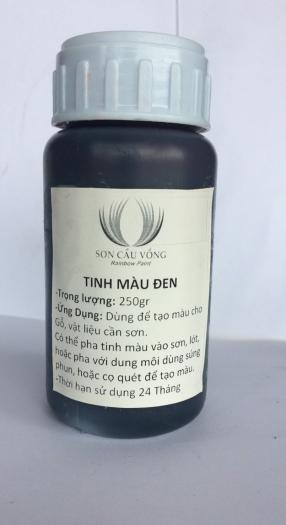 SƠN CẦU VỒNG
Rainbow Paint
TINH MÀU ĐEN
-Trọng lượng: 250gr
-Ứng Dụng: Dùng để tạo màu cho
Gỗ, vật liệu cần sơn.
Có thể pha tinh màu vào sơn, lót,
hoặc pha với dung môi dùng súng
phun, hoặc cọ quét để tạo màu.
-Thời hạn sử dụng 24 Tháng